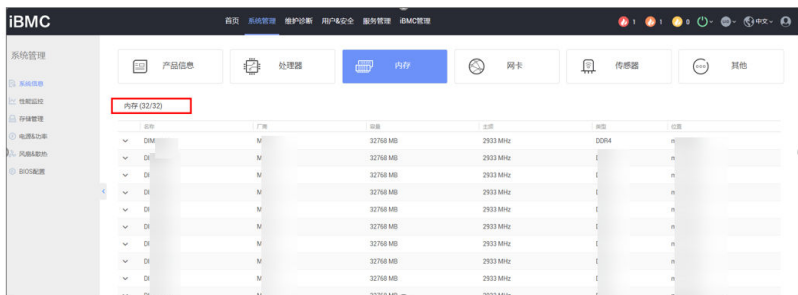 iBMC
首页 系统管理 维护诊断 用户&安全 服务管理 iBMC管理
1 1 0 中文
系统管理
产品信息 处理器 内存 网卡 传感器 其他
系统信息
性能监控
存储管理
电源&功率
风扇&散热
BIOS配置
内存 (32/32)
名称 厂商 容量 主频 类型 位置
DIM M 32768 MB 2933 MHz DDR4 m
DI M 32768 MB 2933 MHz m
DI M 32768 MB 2933 MHz m
DI M 32768 MB 2933 MHz m
DI M 32768 MB 2933 MHz m
DI M 32768 MB 2933 MHz m
DI M 32768 MB 2933 MHz m
DI M 32768 MB 2933 MHz m
DI M 32768 MB 2933 MHz m